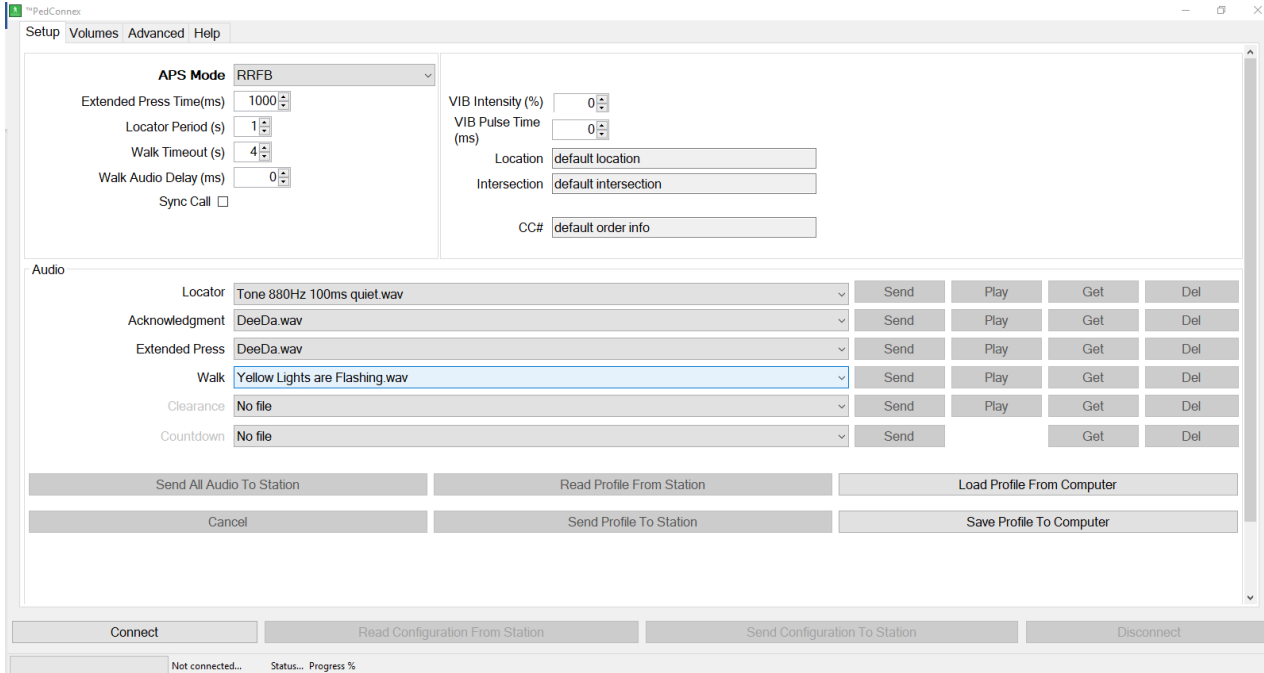 ™PedConnex
Setup Volumes Advanced Help
APS Mode RRFB
Extended Press Time(ms) 1000
Locator Period (s) 1
Walk Timeout (s) 4
Walk Audio Delay (ms) 0
Sync Call
VIB Intensity (%) 0
VIB Pulse Time
(ms) 0
Location default location
Intersection default intersection
CC# default order info
Audio
Locator Tone 880Hz 100ms quiet.wav Send Play Get Del
Acknowledgment DeeDa.wav Send Play Get Del
Extended Press DeeDa.wav Send Play Get Del
Walk Yellow Lights are Flashing.wav Send Play Get Del
Clearance No file Send Play Get Del
Countdown No file Send Get Del
Send All Audio To Station Read Profile From Station Load Profile From Computer
Cancel Send Profile To Station Save Profile To Computer
Connect Read Configuration From Station Send Configuration To Station Disconnect
Not connected... Status... Progress %